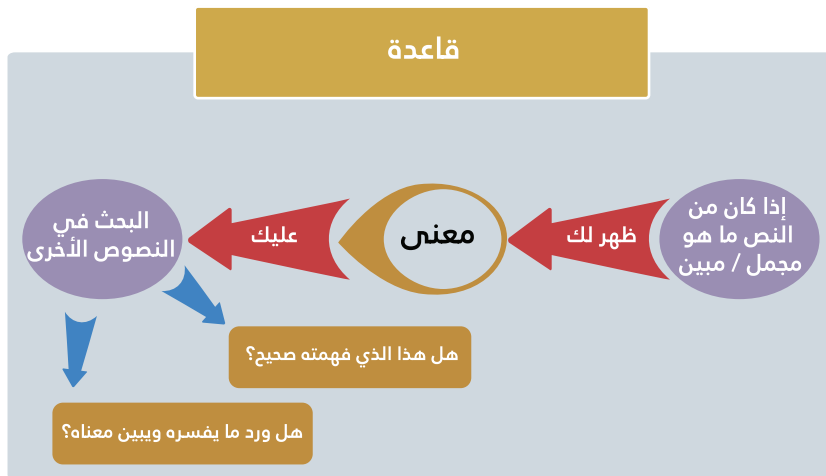 قاعدة
إذا كان من
النص ما هو
مجمل / مبين
ظهر لك
معنى
عليك
البحث في
النصوص الأخرى
هل هذا الذي فهمته صحيح؟
هل ورد ما يفسره ويبين معناه؟